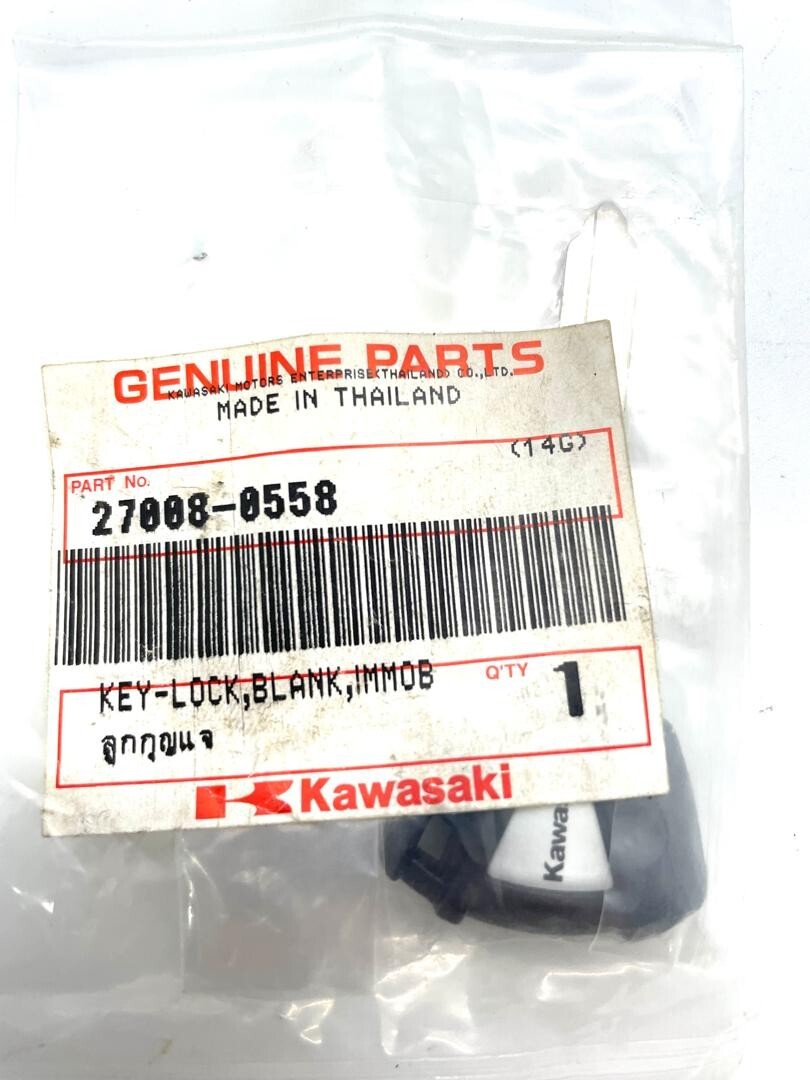 GENUINE PARTS
KAWASAKI MOTORS ENTERPRISE(THAILAND) CO.,LTD.
MADE IN THAILAND
(14G)
PART No.
27008-0558
KEY-LOCK,BLANK,IMMOB
Q'TY 1
ลูกกุญแจ
Kawasaki
Kawa